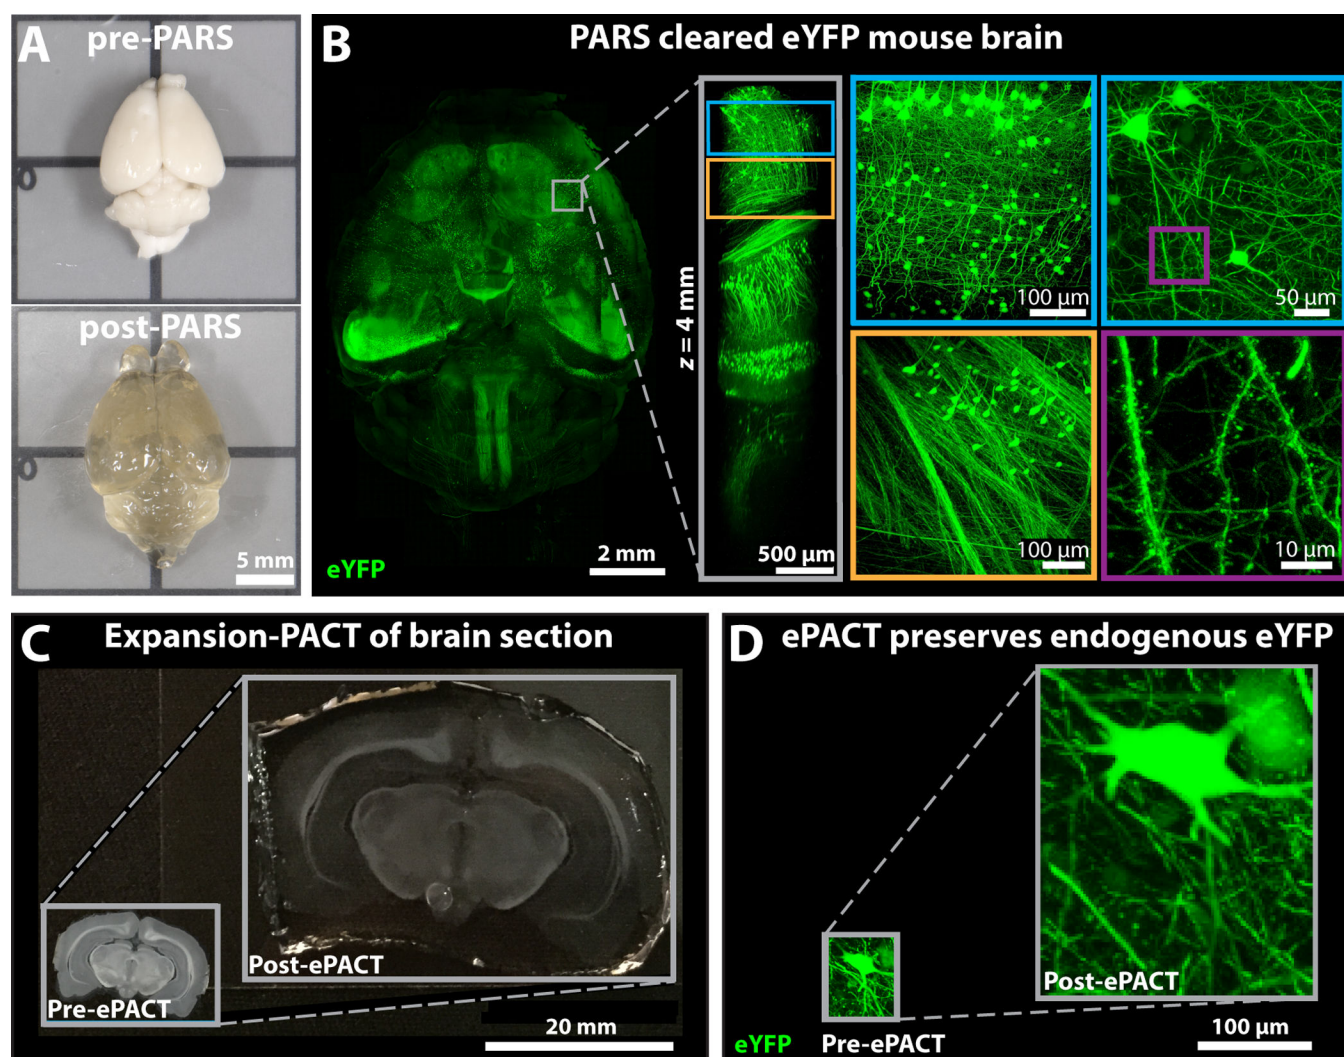 A
pre-PARS
post-PARS
5 mm
B
PARS cleared eYFP mouse brain
eYFP
2 mm
z = 4 mm
500 µm
100 µm
50 µm
100 µm
10 µm
C
Expansion-PACT of brain section
Post-ePACT
Pre-ePACT
20 mm
D
ePACT preserves endogenous eYFP
Post-ePACT
eYFP
Pre-ePACT
100 µm